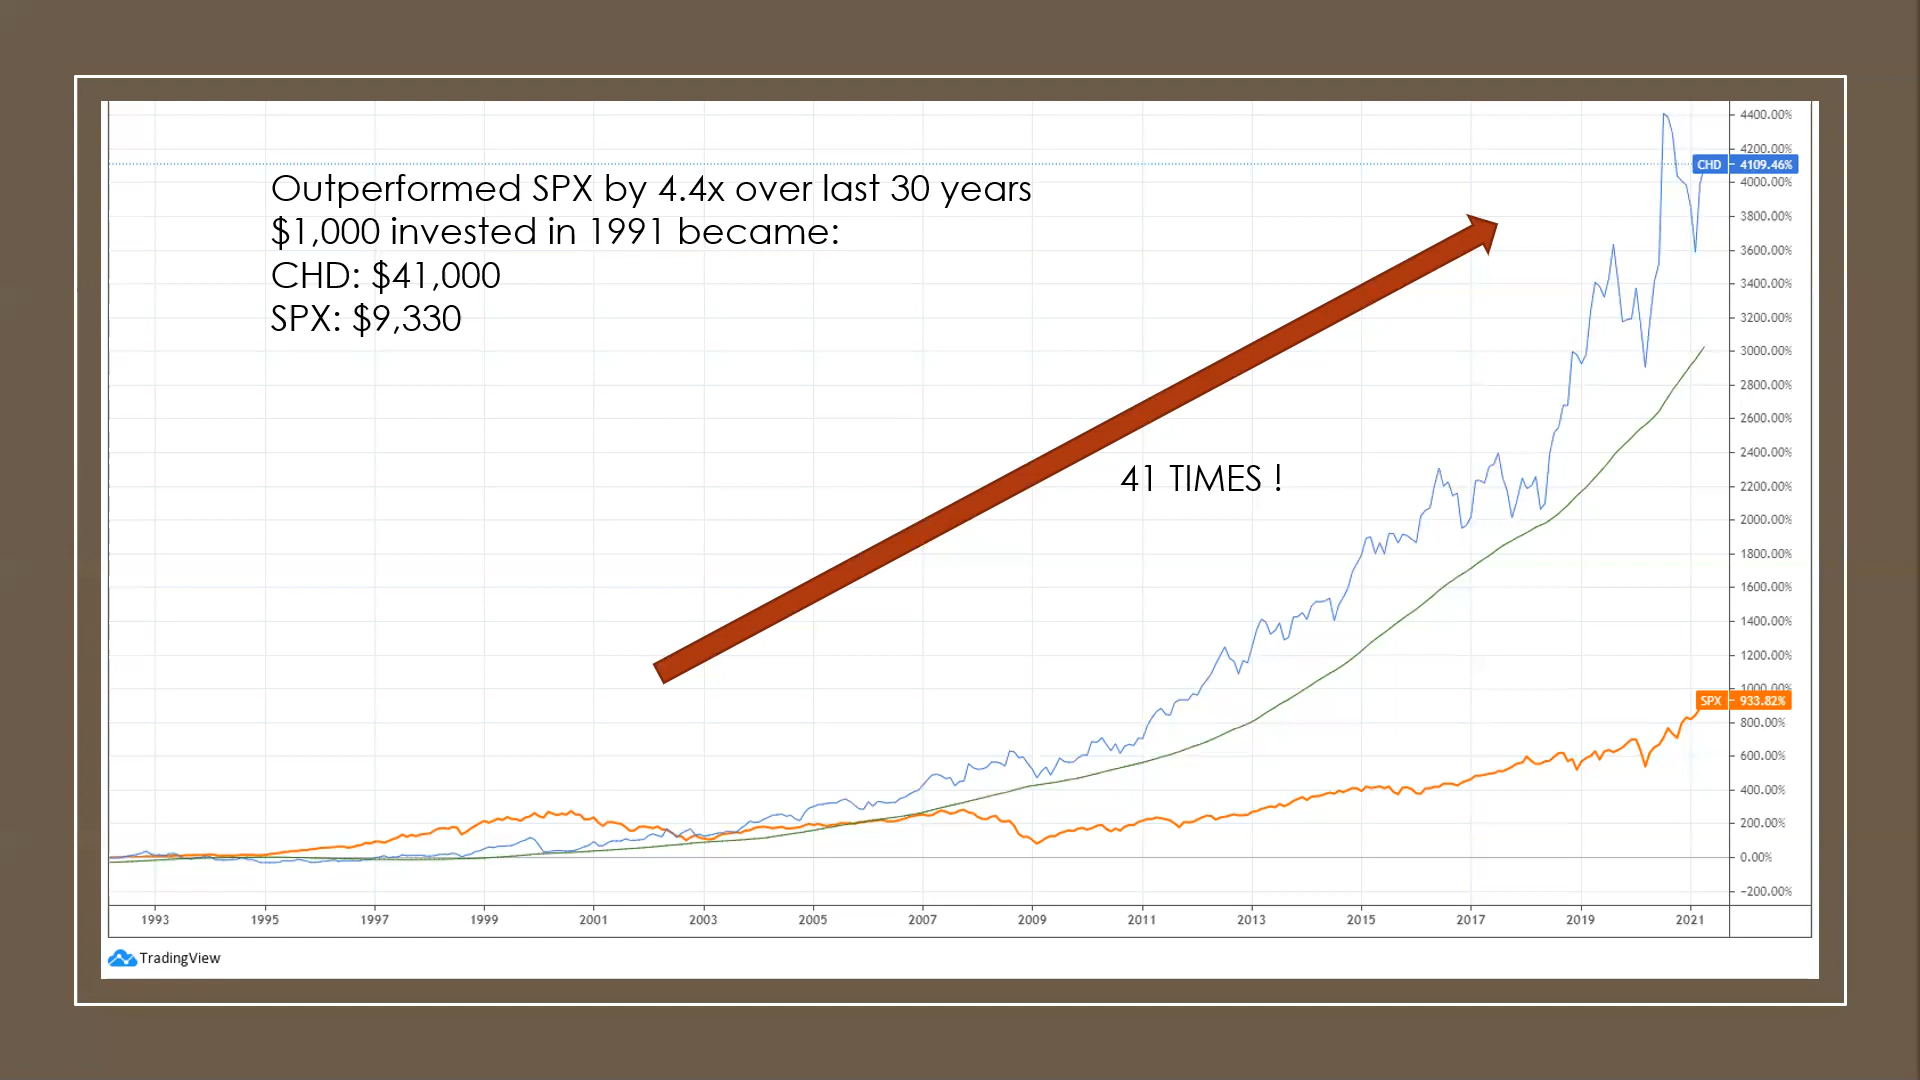 Outperformed SPX by 4.4x over last 30 years
$1,000 invested in 1991 became:
CHD: $41,000
SPX: $9,330
41 TIMES !
4400.00%
4200.00%
CHD 4109.46%
4000.00%
3800.00%
3600.00%
3400.00%
3200.00%
3000.00%
2800.00%
2600.00%
2400.00%
2200.00%
2000.00%
1800.00%
1600.00%
1400.00%
1200.00%
1000.00%
SPX 933.82%
800.00%
600.00%
400.00%
200.00%
0.00%
-200.00%
1993 1995 1997 1999 2001 2003 2005 2007 2009 2011 2013 2015 2017 2019 2021
TradingView